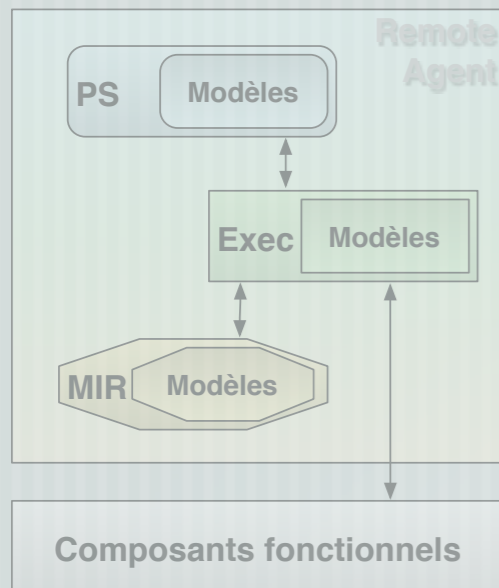 Remote
Agent
PS
Modèles
Exec
Modèles
MIR
Modèles
Composants fonctionnels